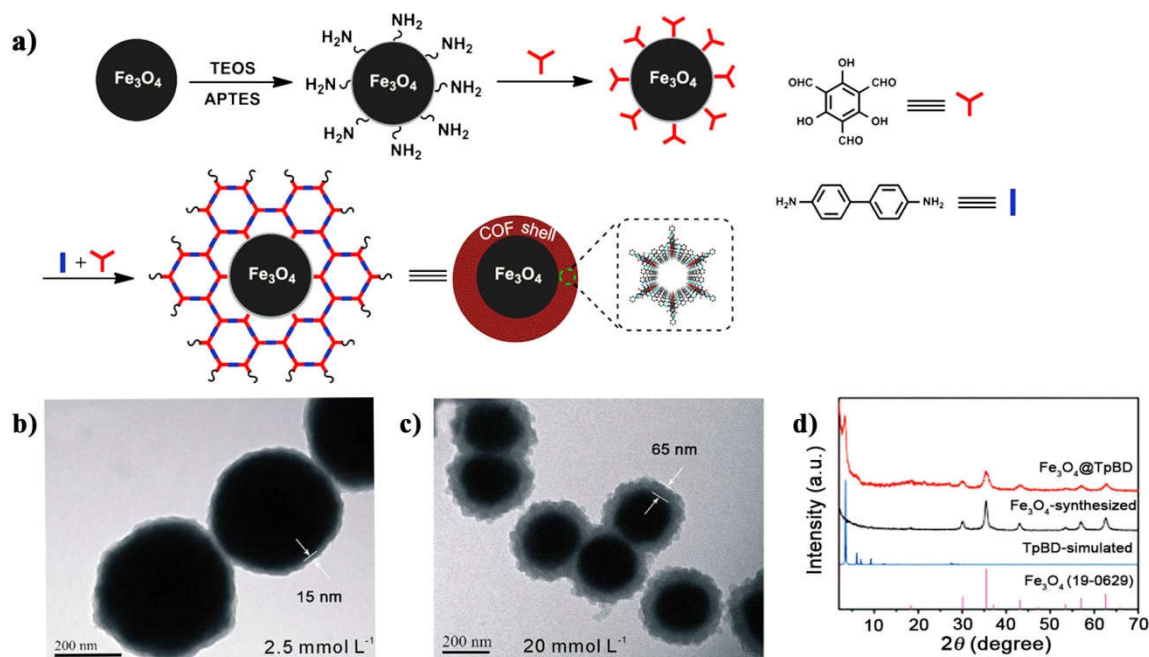 a)
Fe₃O₄
TEOS
APTES
NH₂
H₂N
NH₂
H₂N
Fe₃O₄
NH₂
H₂N
NH₂
NH₂
Fe₃O₄
OH
OHC
CHO
HO
OH
CHO
H₂N
NH₂
+
Fe₃O₄
COF shell
Fe₃O₄
b)
15 nm
200 nm
2.5 mmol L⁻¹
c)
65 nm
200 nm
20 mmol L⁻¹
d)
Intensity (a.u.)
Fe₃O₄@TpBD
Fe₃O₄-synthesized
TpBD-simulated
Fe₃O₄ (19-0629)
10 20 30 40 50 60 70
2θ (degree)